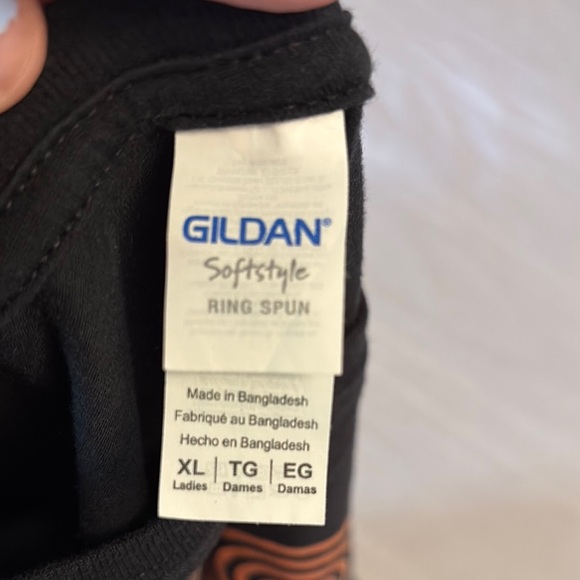 GILDAN®
Softstyle
RING SPUN
Made in Bangladesh
Fabriqué au Bangladesh
Hecho en Bangladesh
XL | TG | EG
Ladies | Dames | Damas